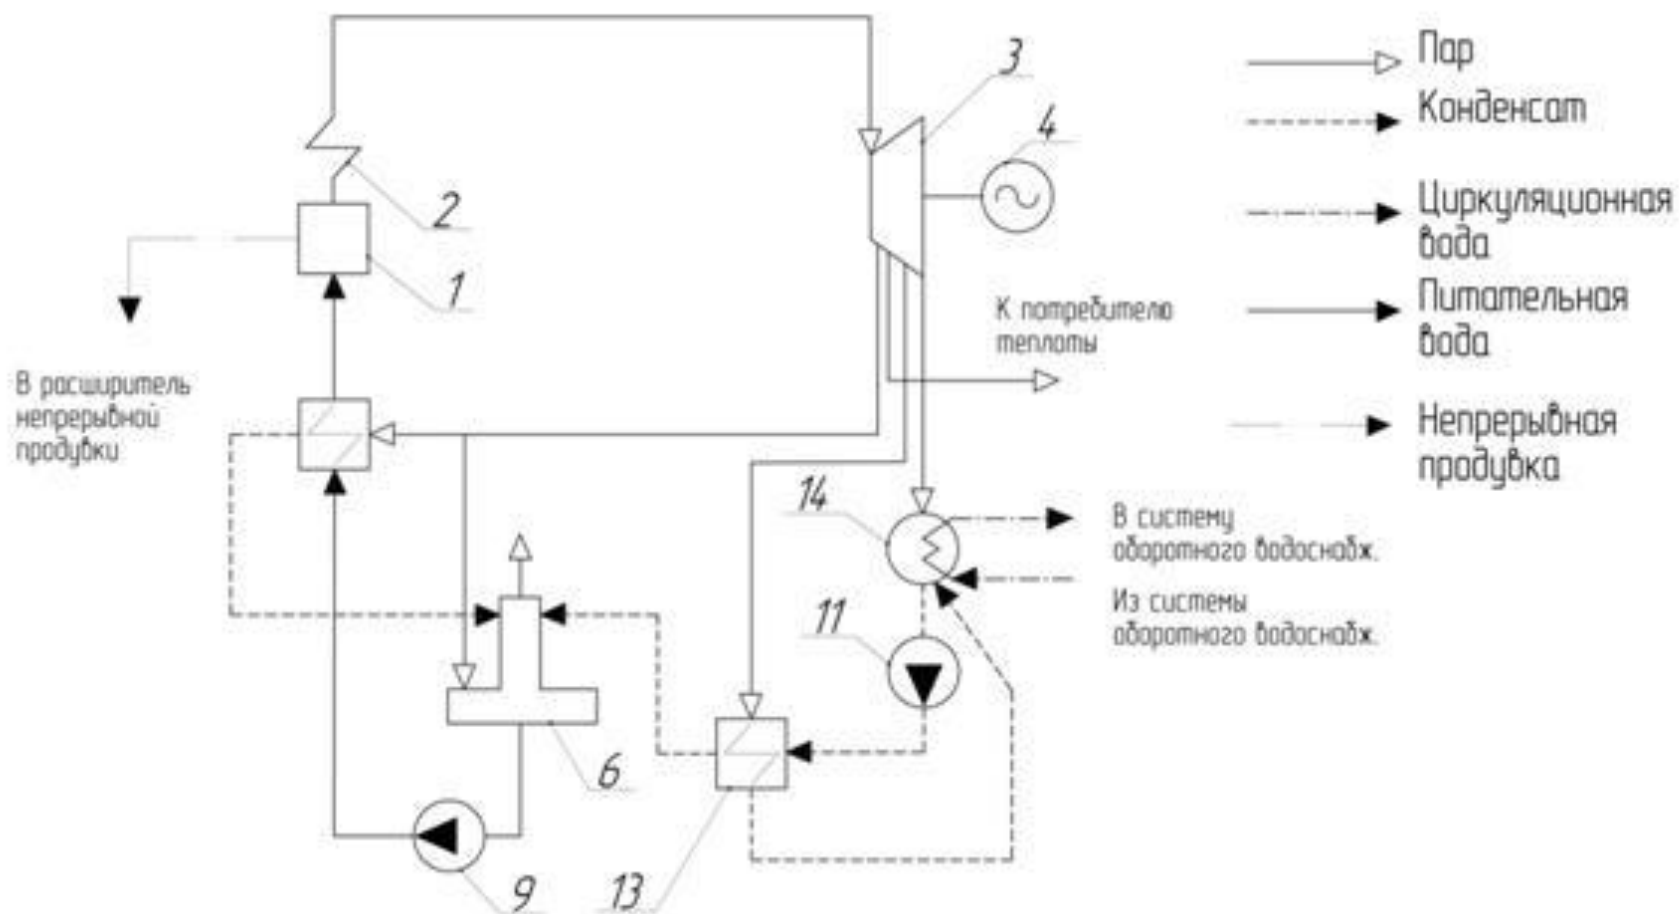 3
4
2
1
К потребителю
теплоты
В расширитель
непрерывной
продувки
14
В систему
оборотного водоснабж.
Из системы
оборотного водоснабж.
11
6
9
13
Пар
Конденсат
Циркуляционная
вода
Питательная
вода
Непрерывная
продувка